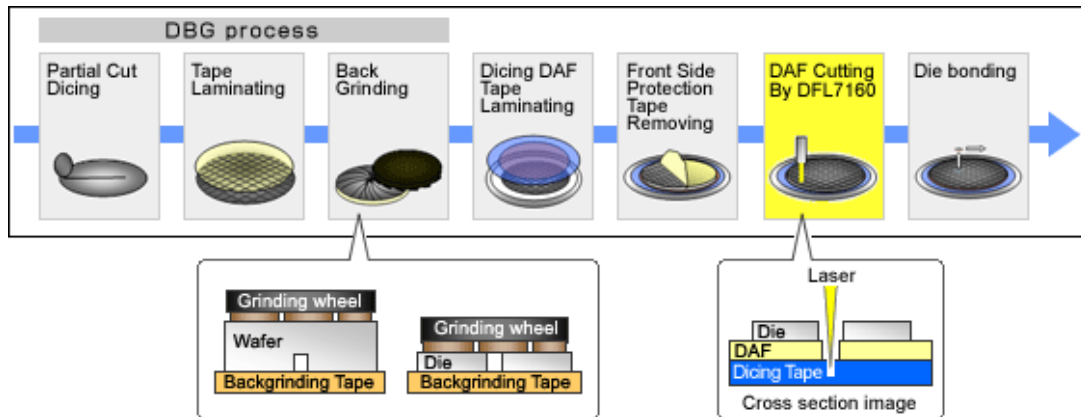 DBG process
Partial Cut
Dicing
Tape
Laminating
Back
Grinding
Dicing DAF
Tape
Laminating
Front Side
Protection
Tape
Removing
DAF Cutting
By DFL7160
Die bonding
Grinding wheel
Wafer
Backgrinding Tape
Grinding wheel
Die
Backgrinding Tape
Laser
Die
DAF
Dicing Tape
Cross section image